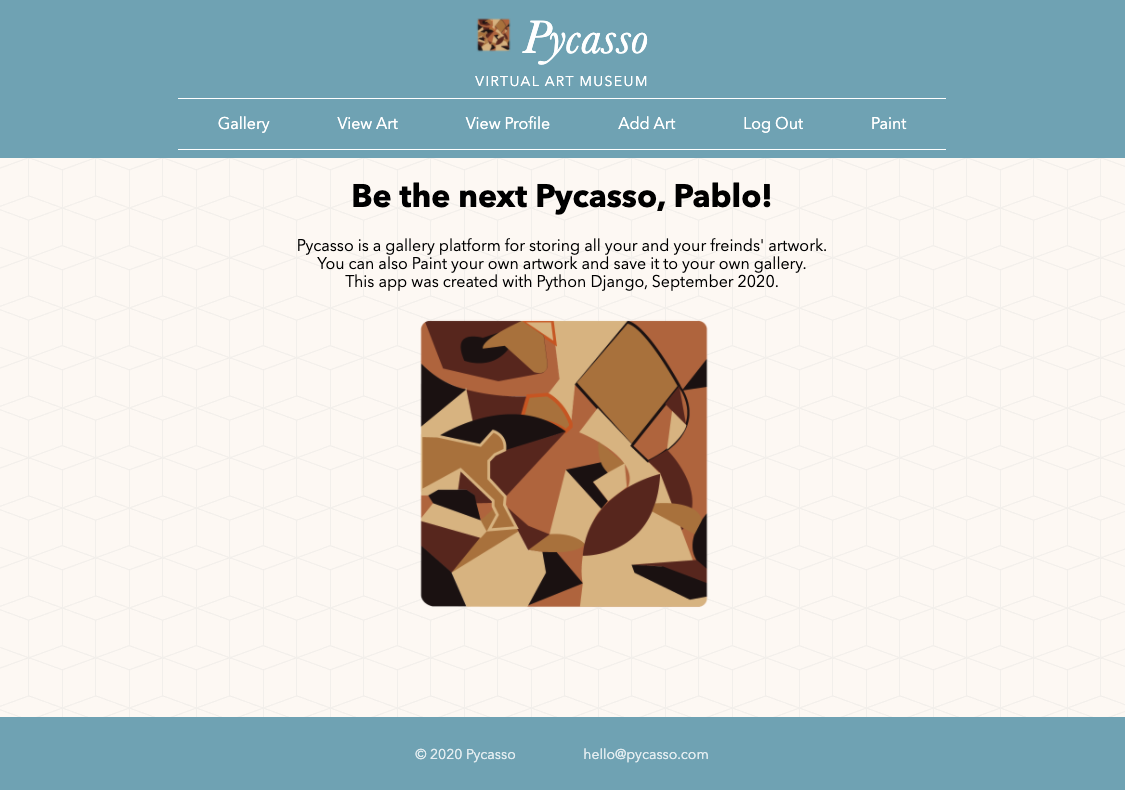 Pycasso
VIRTUAL ART MUSEUM
Gallery View Art View Profile Add Art Log Out Paint
Be the next Pycasso, Pablo!
Pycasso is a gallery platform for storing all your and your freinds' artwork.
You can also Paint your own artwork and save it to your own gallery.
This app was created with Python Django, September 2020.
© 2020 Pycasso hello@pycasso.com